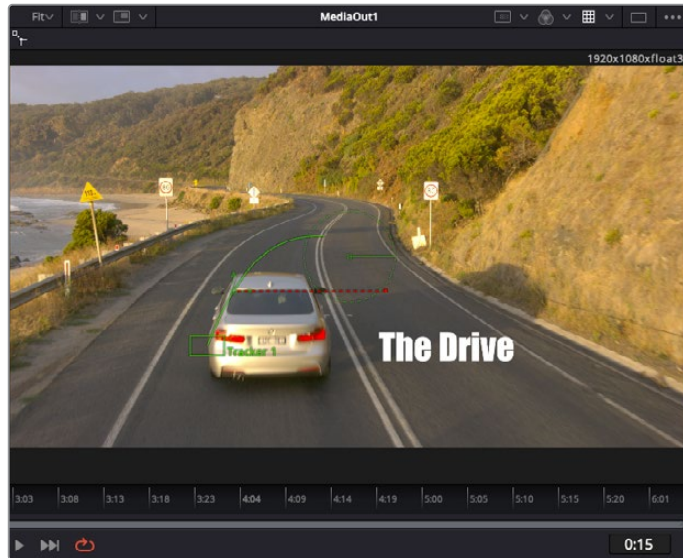 Fit MediaOut1
1920x1080xfloat3
Tracker 1
The Drive
3:03 3:08 3:13 3:18 3:23 4:04 4:09 4:14 4:19 5:00 5:05 5:10 5:15 5:20 6:01
0:15